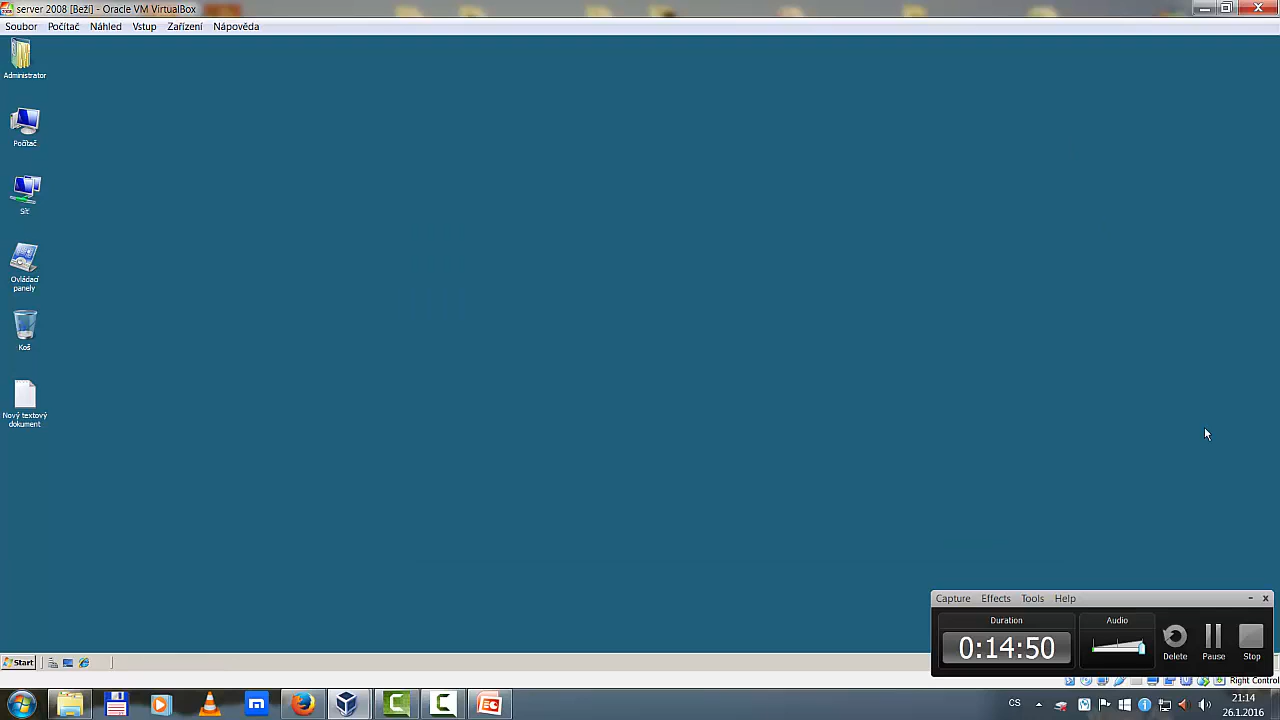 server 2008 [Beží] - Oracle VM VirtualBox
Soubor Počítač Náhled Vstup Zařízení Nápověda
Administrator
Počítač
Síť
Ovládací
panely
Koš
Nový textový
dokument
Capture Effects Tools Help
Duration
0:14:50
Audio
Delete
Pause
Stop
Start
Right Control
CS
21:14
26.1.2016